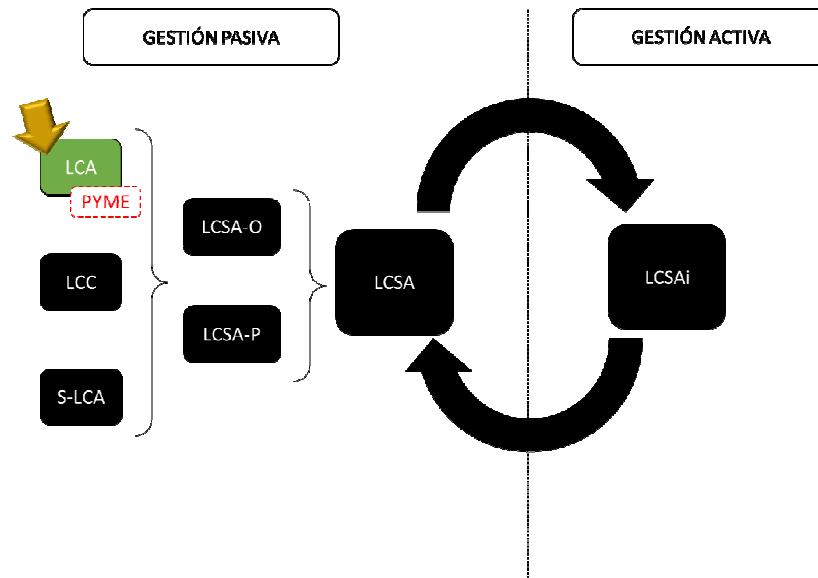 GESTIÓN PASIVA
GESTIÓN ACTIVA
LCA
PYME
LCC
S-LCA
LCSA-O
LCSA-P
LCSA
LCSAi